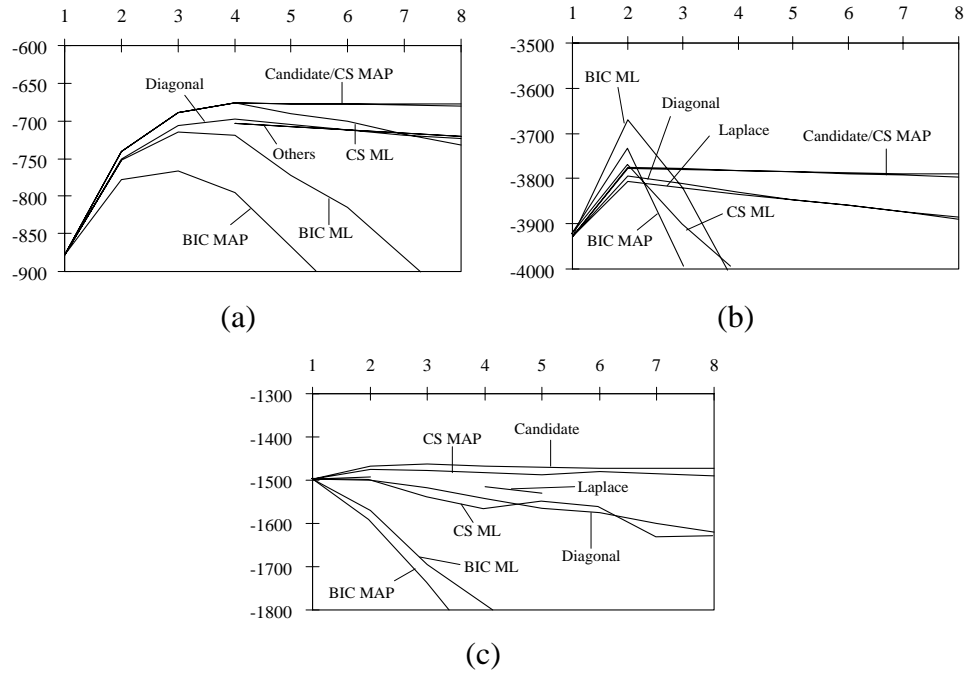 1 2 3 4 5 6 7 8
-600
-650
-700
-750
-800
-850
-900
Diagonal
Candidate/CS MAP
Others
CS ML
BIC MAP
BIC ML
(a)
1 2 3 4 5 6 7 8
-3500
-3600
-3700
-3800
-3900
-4000
BIC ML
Diagonal
Laplace
Candidate/CS MAP
CS ML
BIC MAP
(b)
1 2 3 4 5 6 7 8
-1300
-1400
-1500
-1600
-1700
-1800
CS MAP
Candidate
Laplace
CS ML
Diagonal
BIC ML
BIC MAP
(c)